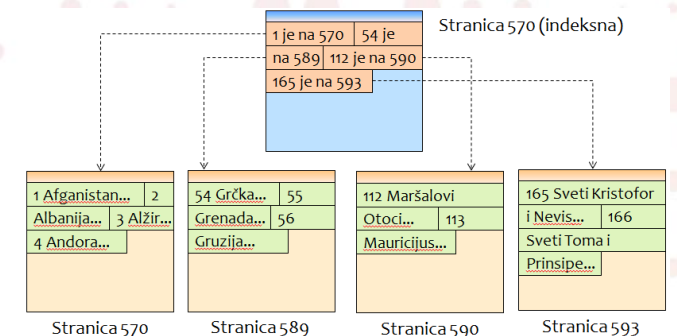 Stranica 570 (indeksna)
1 je na 570 54 je
na 589 112 je na 590
165 je na 593
1 Afganistan... 2
Albanija... 3 Alžir...
4 Andora...
Stranica 570
54 Grčka... 55
Grenada... 56
Gruzija...
Stranica 589
112 Maršalovi
Otoci... 113
Mauricijus...
Stranica 590
165 Sveti Kristofor
i Nevis... 166
Sveti Toma i
Prinsipe...
Stranica 593